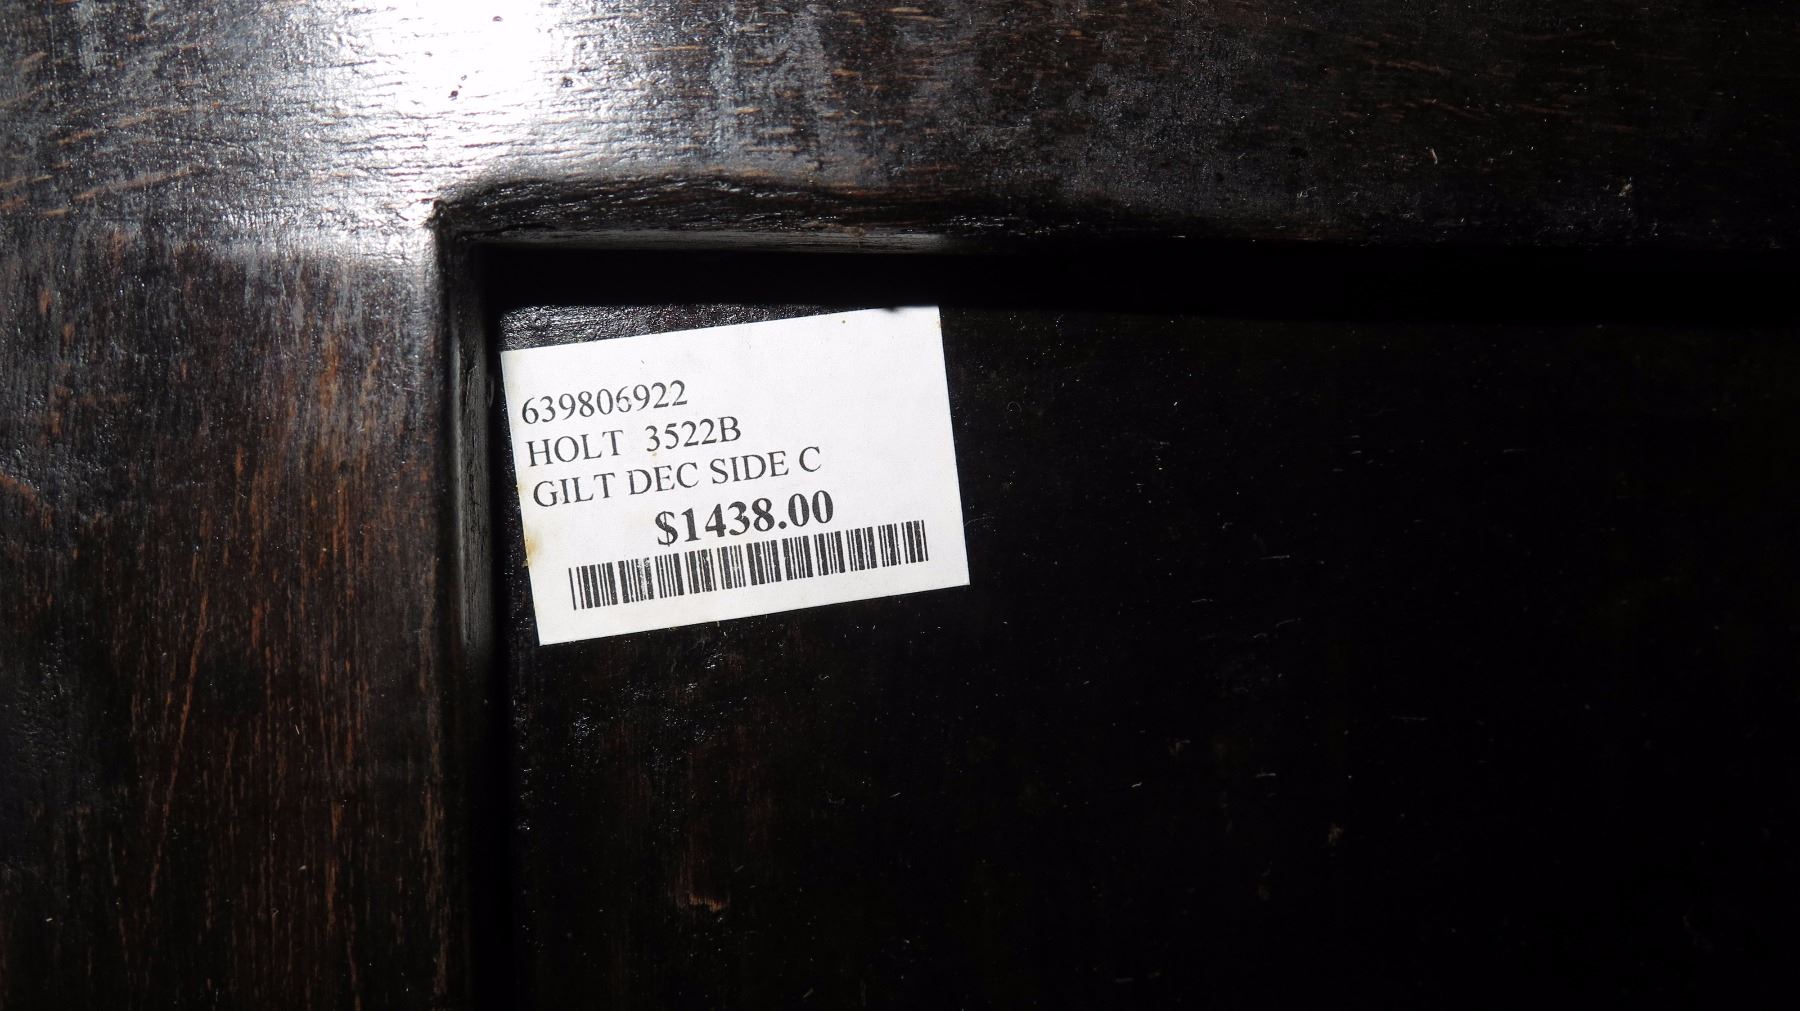 639806922
HOLT 3522B
GILT DEC SIDE C
$1438.00